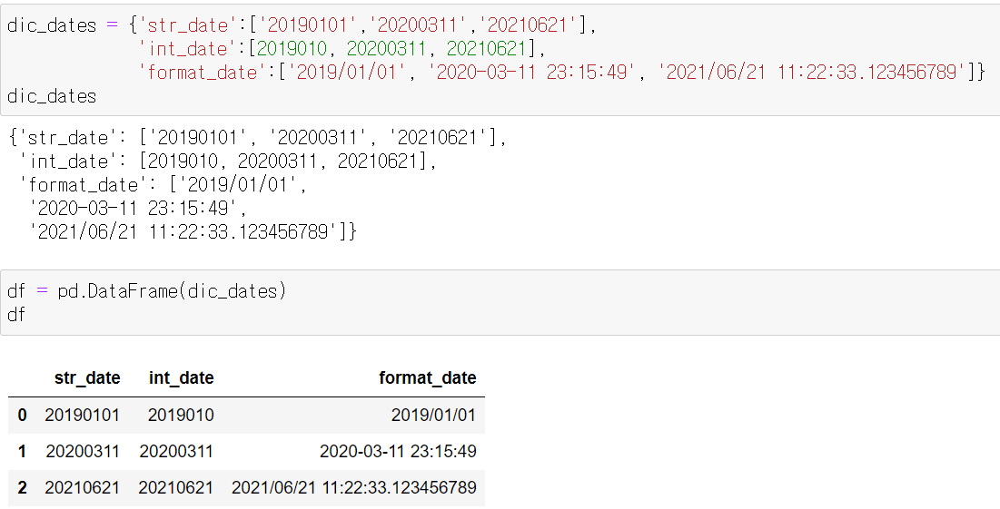 dic_dates = {'str_date':['20190101','20200311','20210621'],
'int_date':[2019010, 20200311, 20210621],
'format_date':['2019/01/01', '2020-03-11 23:15:49', '2021/06/21 11:22:33.123456789']}
dic_dates
{'str_date': ['20190101', '20200311', '20210621'],
'int_date': [2019010, 20200311, 20210621],
'format_date': ['2019/01/01',
'2020-03-11 23:15:49',
'2021/06/21 11:22:33.123456789']}
df = pd.DataFrame(dic_dates)
df
str_date int_date format_date
0 20190101 2019010 2019/01/01
1 20200311 20200311 2020-03-11 23:15:49
2 20210621 20210621 2021/06/21 11:22:33.123456789